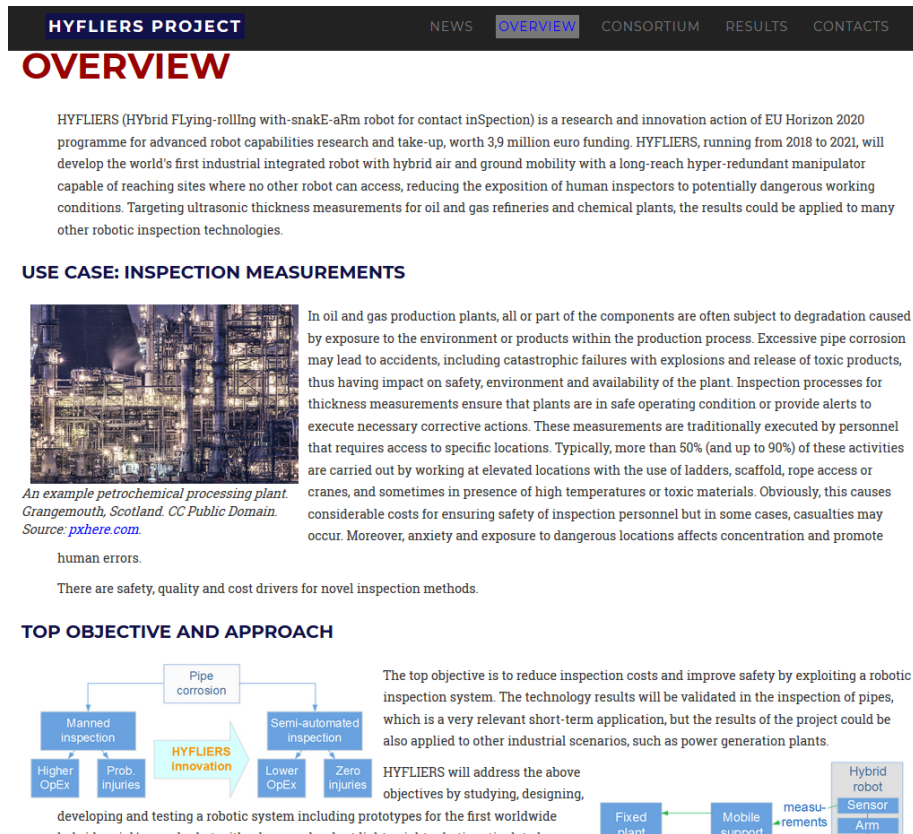 HYFLIERS PROJECT
NEWS OVERVIEW CONSORTIUM RESULTS CONTACTS
OVERVIEW
HYFLIERS (HYbrid FLying-rollIng with-snakE-aRm robot for contact inSpection) is a research and innovation action of EU Horizon 2020
programme for advanced robot capabilities research and take-up, worth 3,9 million euro funding. HYFLIERS, running from 2018 to 2021, will
develop the world's first industrial integrated robot with hybrid air and ground mobility with a long-reach hyper-redundant manipulator
capable of reaching sites where no other robot can access, reducing the exposition of human inspectors to potentially dangerous working
conditions. Targeting ultrasonic thickness measurements for oil and gas refineries and chemical plants, the results could be applied to many
other robotic inspection technologies.
USE CASE: INSPECTION MEASUREMENTS
In oil and gas production plants, all or part of the components are often subject to degradation caused
by exposure to the environment or products within the production process. Excessive pipe corrosion
may lead to accidents, including catastrophic failures with explosions and release of toxic products,
thus having impact on safety, environment and availability of the plant. Inspection processes for
thickness measurements ensure that plants are in safe operating condition or provide alerts to
execute necessary corrective actions. These measurements are traditionally executed by personnel
that requires access to specific locations. Typically, more than 50% (and up to 90%) of these activities
are carried out by working at elevated locations with the use of ladders, scaffold, rope access or
cranes, and sometimes in presence of high temperatures or toxic materials. Obviously, this causes
considerable costs for ensuring safety of inspection personnel but in some cases, casualties may
occur. Moreover, anxiety and exposure to dangerous locations affects concentration and promote
human errors.
An example petrochemical processing plant.
Grangemouth, Scotland. CC Public Domain.
Source: pxhere.com.
There are safety, quality and cost drivers for novel inspection methods.
TOP OBJECTIVE AND APPROACH
Pipe
corrosion
Manned
inspection
Semi-automated
inspection
HYFLIERS
innovation
Higher
OpEx
Prob.
injuries
Lower
OpEx
Zero
injuries
The top objective is to reduce inspection costs and improve safety by exploiting a robotic
inspection system. The technology results will be validated in the inspection of pipes,
which is a very relevant short-term application, but the results of the project could be
also applied to other industrial scenarios, such as power generation plants.
HYFLIERS will address the above
objectives by studying, designing,
developing and testing a robotic system including prototypes for the first worldwide
Hybrid
robot
Sensor
Arm
measu-
rements
Mobile
support
Fixed
plant